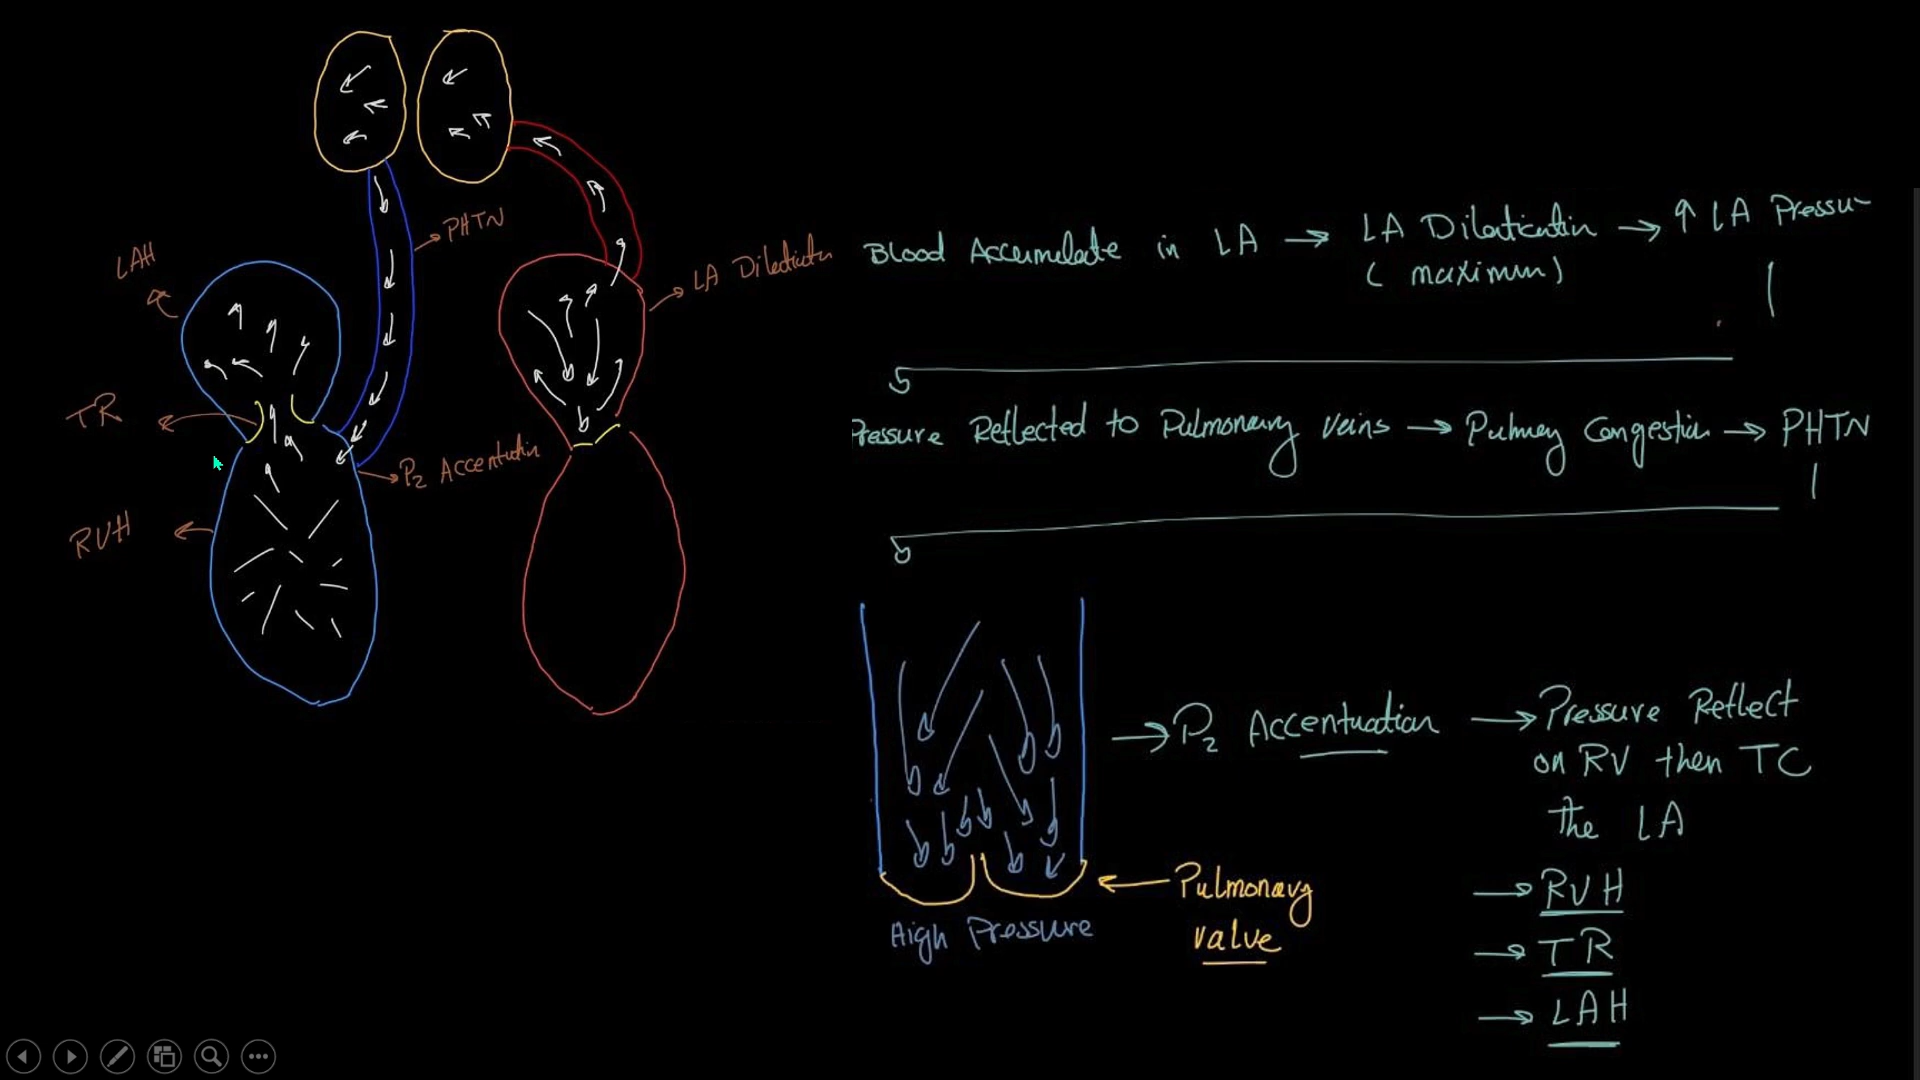 PHTN
LAH
LA Dilatation
TR
P2 Accentuation
RVH
Blood Accumulate in LA → LA Dilatation → ↑ LA Pressure
(maximum)
Pressure Reflected to Pulmonary veins → Pulmonary Congestion → PHTN
→ P2 Accentuation → Pressure Reflect
on RV then TC
the LA
Pulmonary
valve
High Pressure
→ RVH
→ TR
→ LAH